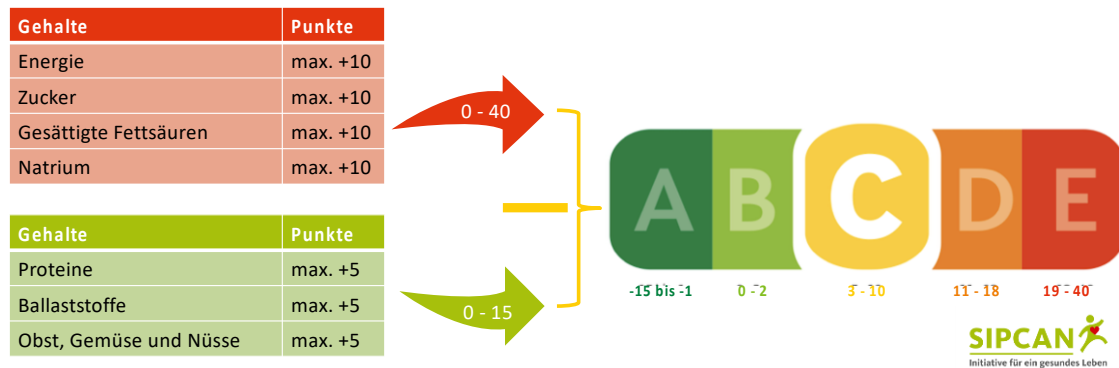 Gehalte Punkte
Energie max. +10
Zucker max. +10
Gesättigte Fettsäuren max. +10
Natrium max. +10
0 - 40
Gehalte Punkte
Proteine max. +5
Ballaststoffe max. +5
Obst, Gemüse und Nüsse max. +5
0 - 15
A B C D E
-15 bis -1 0 - 2 3 - 10 11 - 18 19 - 40
SIPCAN
Initiative für ein gesundes Leben